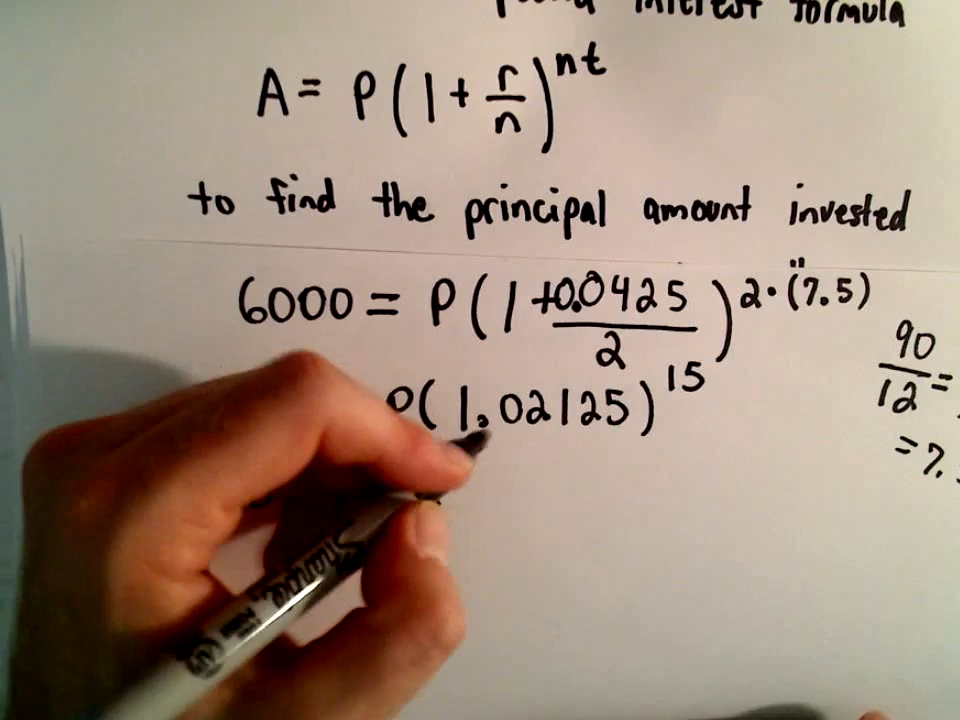 interest formula
A = P(1 + r/n)^nt
to find the principal amount invested
6000 = P(1 + 0.0425/2)^2·(7.5)
P(1.02125)^15
90/12 =
= 7.
Sharpie